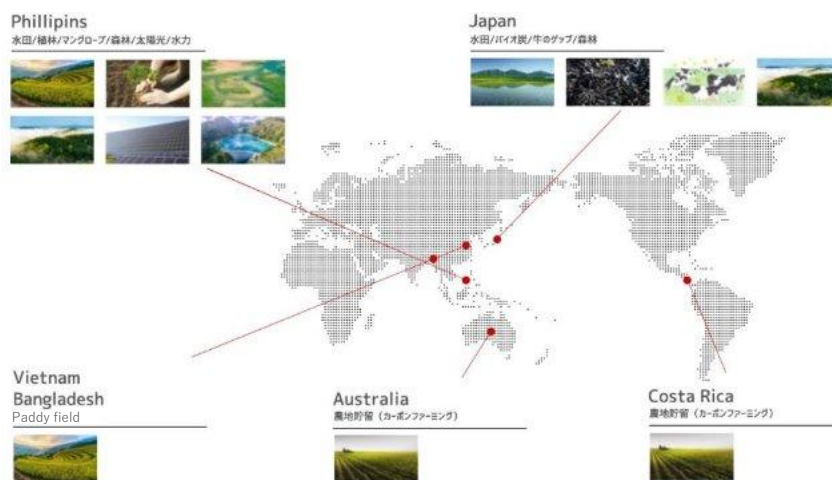 Phillipins
水田/植林/マングローブ/森林/太陽光/水力
Japan
水田/バイオ炭/牛のゲップ/森林
Vietnam
Bangladesh
Paddy field
Australia
農地貯留（カーボンファーミング）
Costa Rica
農地貯留（カーボンファーミング）